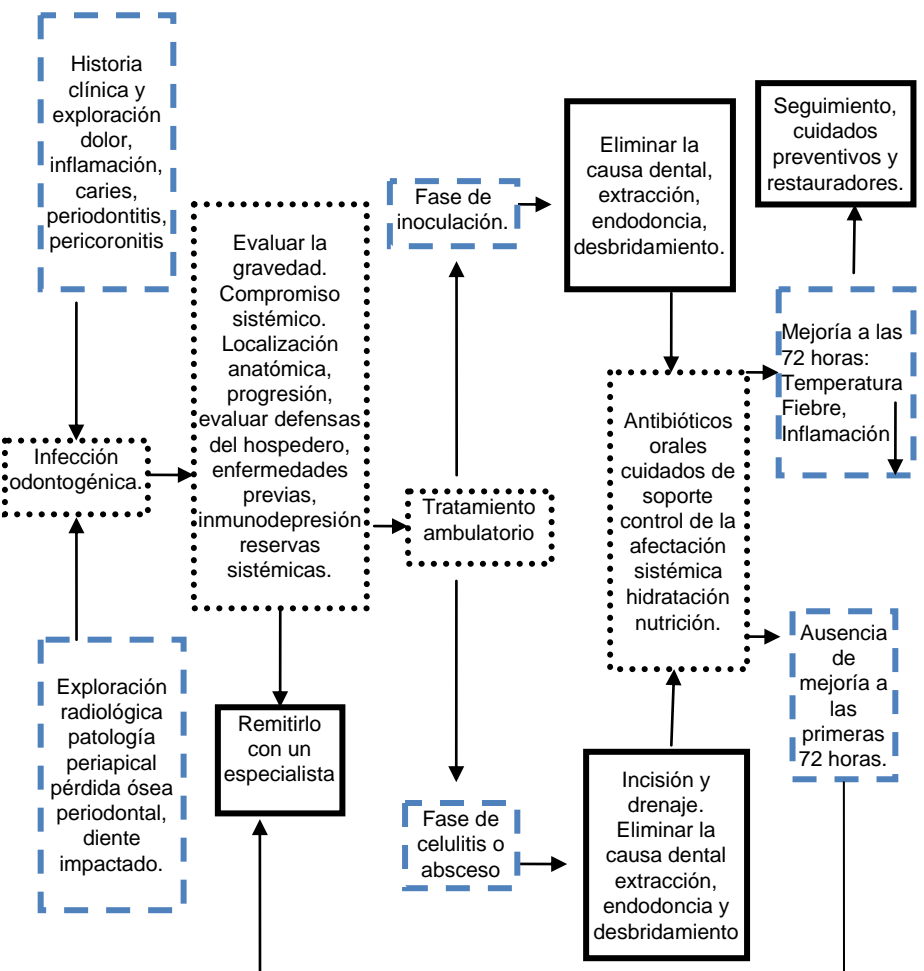 Historia
clínica y
exploración
dolor,
inflamación,
caries,
periodontitis,
pericoronitis
Infección
odontogénica.
Exploración
radiológica
patología
periapical
pérdida ósea
periodontal,
diente
impactado.
Evaluar la
gravedad.
Compromiso
sistémico.
Localización
anatómica,
progresión,
evaluar defensas
del hospedero,
enfermedades
previas,
inmunodepresión
reservas
sistémicas.
Remitirlo
con un
especialista
Tratamiento
ambulatorio
Fase de
inoculación.
Fase de
celulitis o
absceso
Eliminar la
causa dental,
extracción,
endodoncia,
desbridamiento.
Incisión y
drenaje.
Eliminar la
causa dental
extracción,
endodoncia y
desbridamiento
Antibióticos
orales
cuidados de
soporte
control de la
afectación
sistémica
hidratación
nutrición.
Mejoría a las
72 horas:
Temperatura
Fiebre,
Inflamación
Seguimiento,
cuidados
preventivos y
restauradores.
Ausencia
de
mejoría a
las
primeras
72 horas.